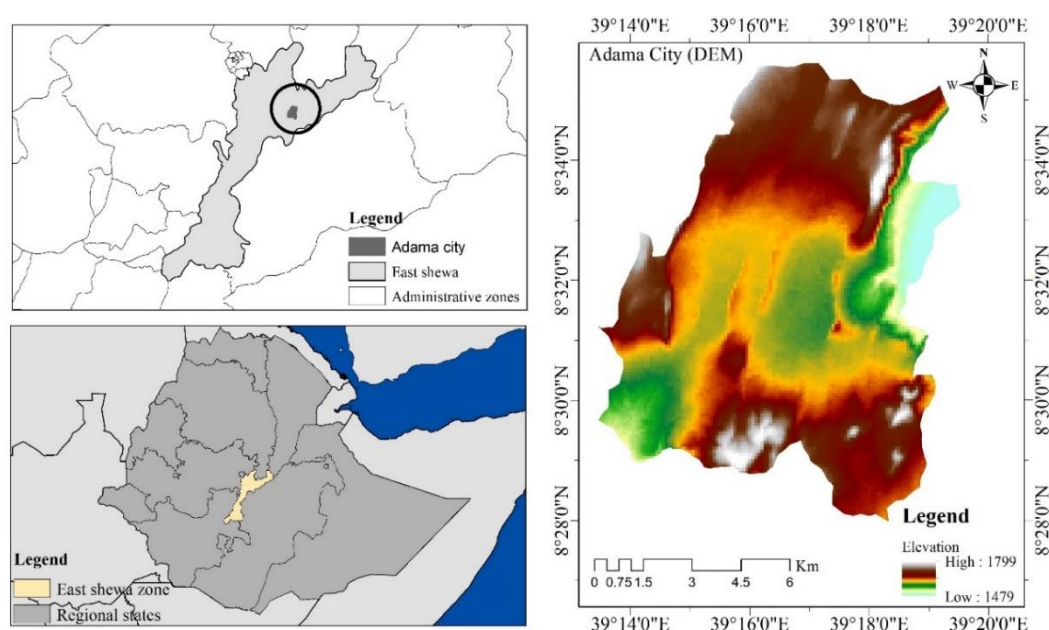 Legend
Adama city
East shewa
Administrative zones
Legend
East shewa zone
Regional states
39°14'0"E 39°16'0"E 39°18'0"E 39°20'0"E
Adama City (DEM)
N
W E
S
8°34'0"N 8°34'0"N
8°32'0"N 8°32'0"N
8°30'0"N 8°30'0"N
8°28'0"N 8°28'0"N
Legend
Elevation
High : 1799
Low : 1479
Km
0 0.75 1.5 3 4.5 6
39°14'0"E 39°16'0"E 39°18'0"E 39°20'0"E